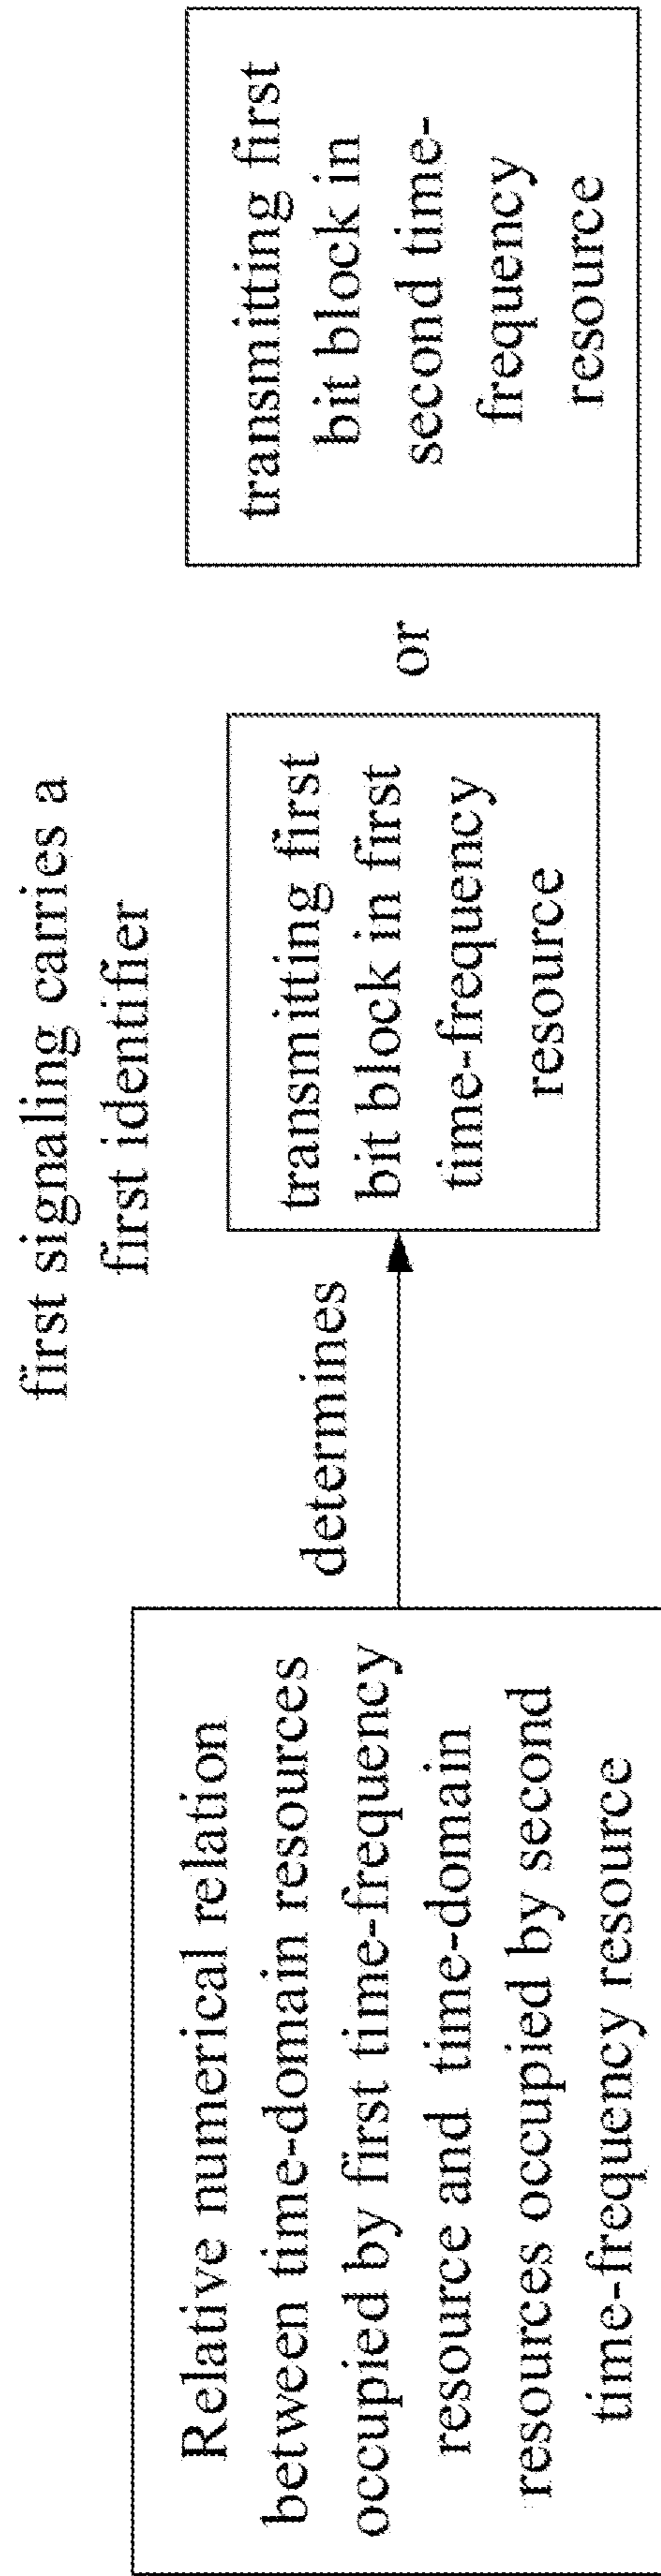 first signaling carries a
first identifier
Relative numerical relation
between time-domain resources
occupied by first time-frequency
resource and time-domain
resources occupied by second
time-frequency resource
determines
transmitting first
bit block in first
time-frequency
resource
or
transmitting first
bit block in
second time-
frequency
resource